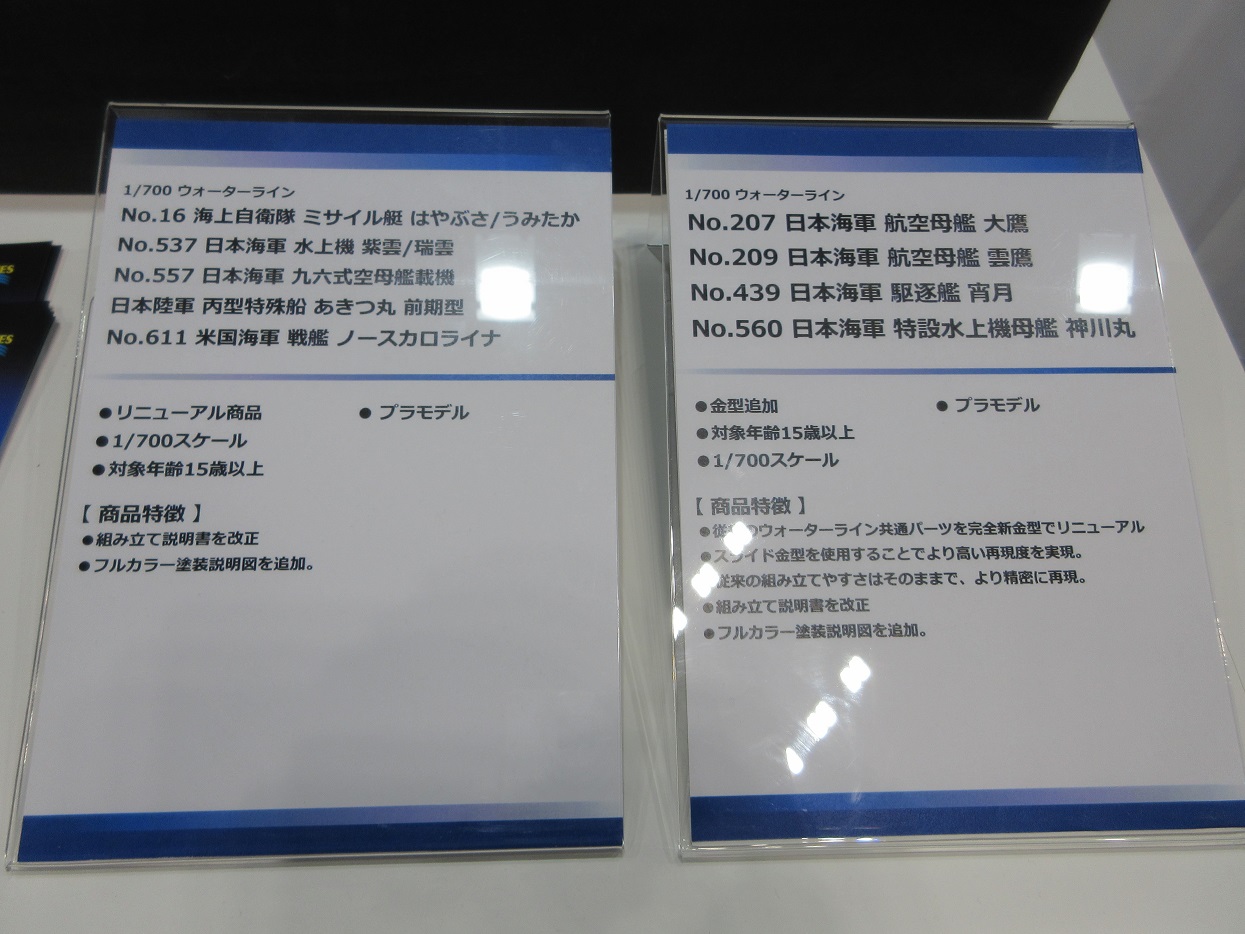 1/700 ウォーターライン
No.16 海上自衛隊 ミサイル艇 はやぶさ/うみたか
No.537 日本海軍 水上機 紫雲/瑞雲
No.557 日本海軍 九六式空母艦載機
日本陸軍 丙型特殊船 あきつ丸 前期型
No.611 米国海軍 戦艦 ノースカロライナ
●リニューアル商品 ● プラモデル
●1/700スケール
●対象年齢15歳以上
【 商品特徴 】
●組み立て説明書を改正
●フルカラー塗装説明図を追加。
1/700 ウォーターライン
No.207 日本海軍 航空母艦 大鷹
No.209 日本海軍 航空母艦 雲鷹
No.439 日本海軍 駆逐艦 宵月
No.560 日本海軍 特設水上機母艦 神川丸
●金型追加 ● プラモデル
●対象年齢15歳以上
●1/700スケール
【 商品特徴 】
●従来のウォーターライン共通パーツを完全新金型でリニューアル
●スライド金型を使用することでより高い再現度を実現。
従来の組み立てやすさはそのままで、より精密に再現。
●組み立て説明書を改正
●フルカラー塗装説明図を追加。